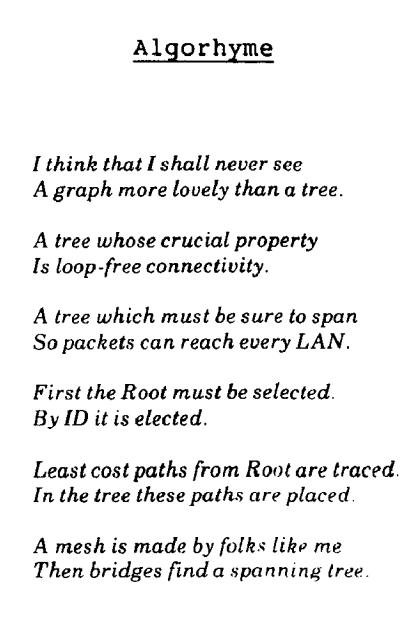 Algorhyme
I think that I shall never see
A graph more lovely than a tree.
A tree whose crucial property
Is loop-free connectivity.
A tree which must be sure to span
So packets can reach every LAN.
First the Root must be selected.
By ID it is elected.
Least cost paths from Root are traced.
In the tree these paths are placed.
A mesh is made by folks like me
Then bridges find a spanning tree.